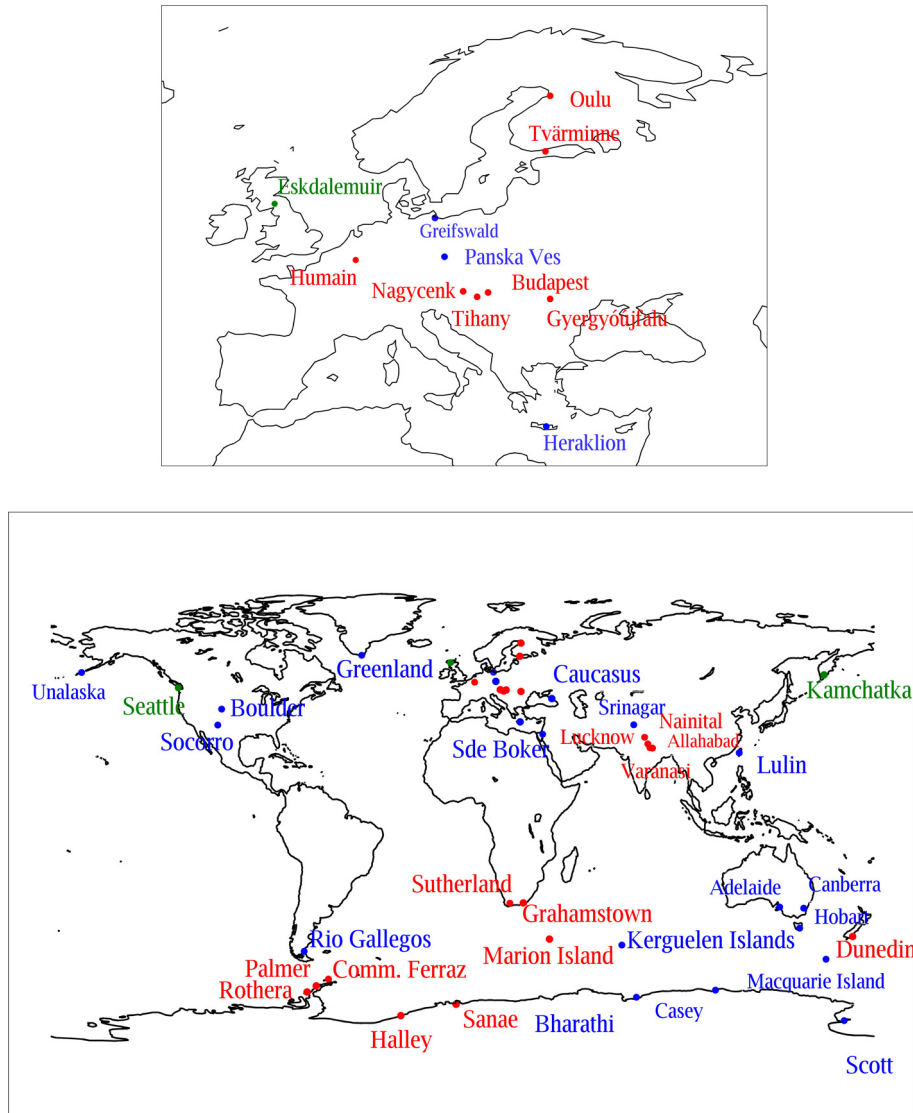 Oulu
Tvärminne
Eskdalemuir
Greifswald
Panska Ves
Humain
Budapest
Nagycenk
Tihany
Gyergyóujfalu
Heraklion
Greenland
Caucasus
Kamchatka
Unalaska
Seattle
Boulder
Srinagar
Nainital
Socorro
Sde Boker
Lucknow
Allahabad
Lulin
Varanasi
Sutherland
Adelaide
Canberra
Grahamstown
Hobart
Rio Gallegos
Kerguelen Islands
Dunedin
Marion Island
Palmer
Comm. Ferraz
Macquarie Island
Rothera
Casey
Sanae
Bharathi
Halley
Scott